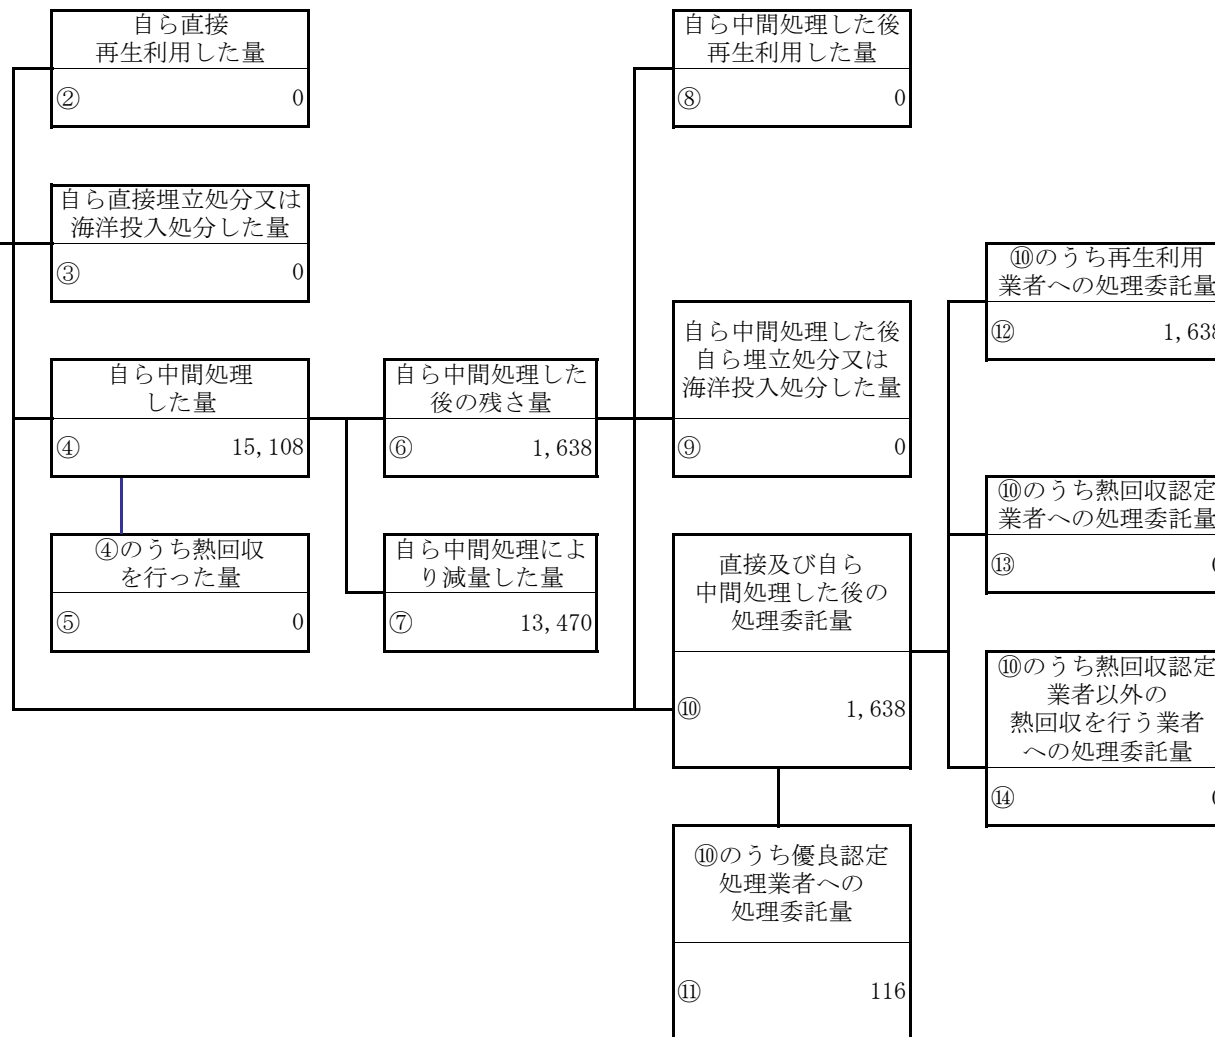 自ら直接
再生利用した量
② 0
自ら中間処理した後
再生利用した量
⑧ 0
自ら直接埋立処分又は
海洋投入処分した量
③ 0
⑩のうち再生利用
業者への処理委託量
⑫ 1,638
自ら中間処理した後
自ら埋立処分又は
海洋投入処分した量
⑨ 0
自ら中間処理
した量
④ 15,108
自ら中間処理した
後の残さ量
⑥ 1,638
⑩のうち熱回収認定
業者への処理委託量
⑬ 0
④のうち熱回収
を行った量
⑤ 0
自ら中間処理によ
り減量した量
⑦ 13,470
直接及び自ら
中間処理した後の
処理委託量
⑩ 1,638
⑩のうち熱回収認定
業者以外の
熱回収を行う業者
への処理委託量
⑭ 0
⑩のうち優良認定
処理業者への
処理委託量
⑪ 116